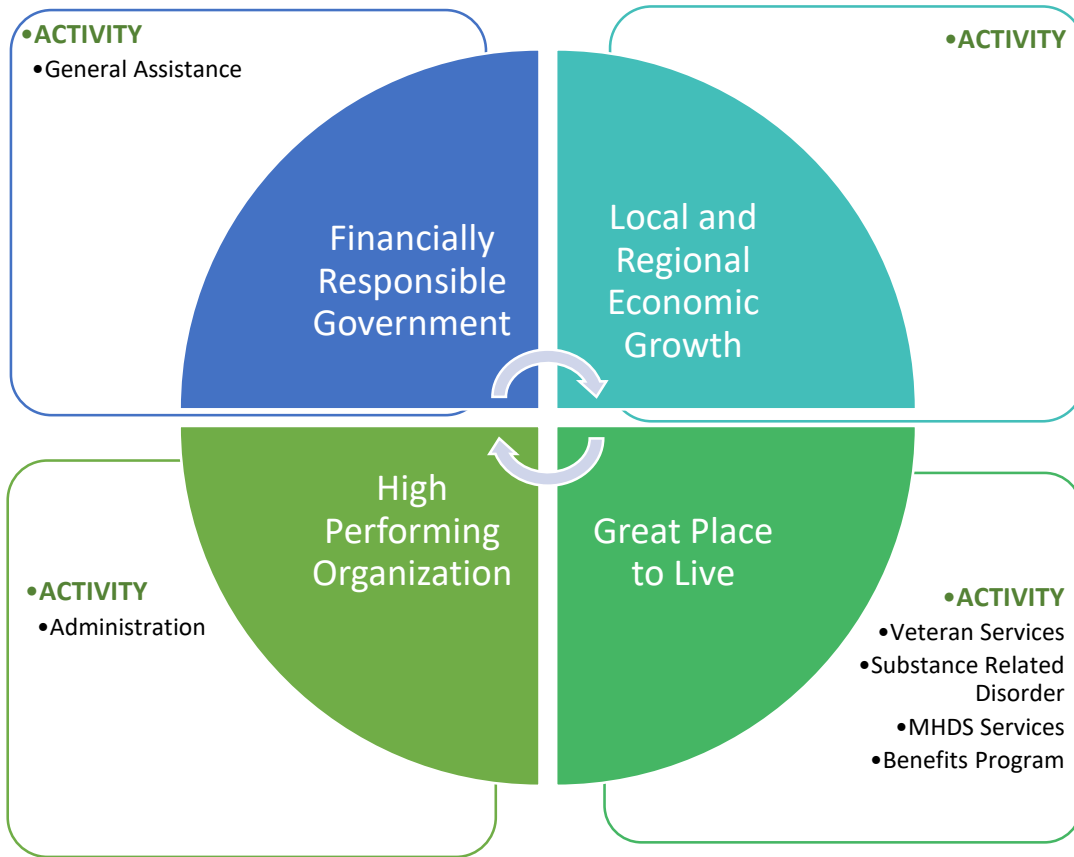 •ACTIVITY
•General Assistance
•ACTIVITY
Financially
Responsible
Government
Local and
Regional
Economic
Growth
High
Performing
Organization
Great Place
to Live
•ACTIVITY
•Administration
•ACTIVITY
•Veteran Services
•Substance Related
Disorder
•MHDS Services
•Benefits Program